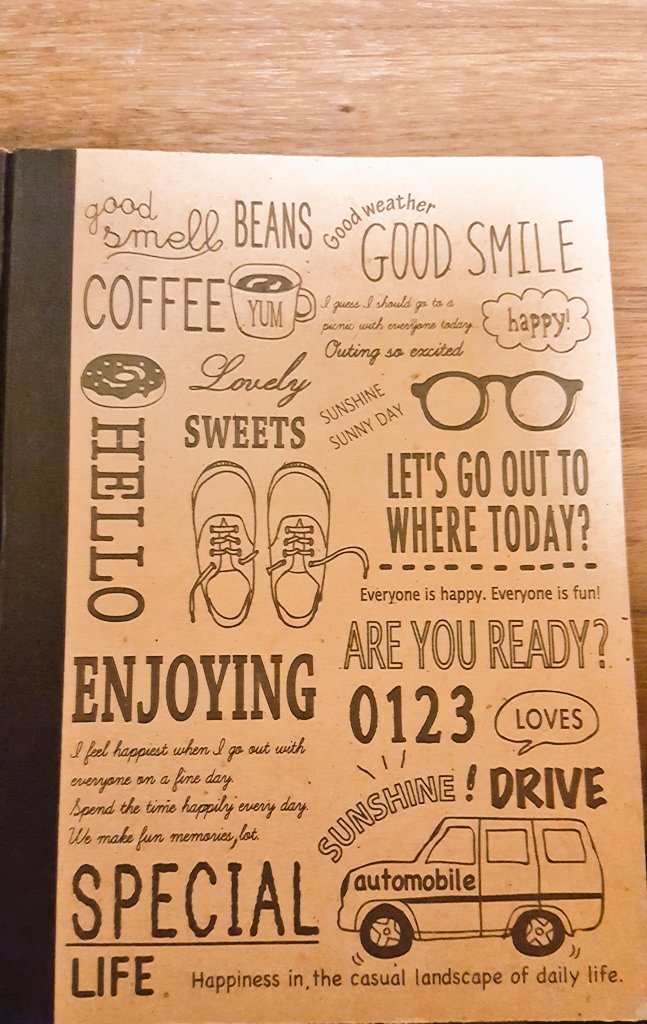 good smell BEANS
COFFEE YUM
Good weather
GOOD SMILE
I guess I should go to a
picnic with everyone today.
Outing so excited
happy!
Lovely
SWEETS
SUNSHINE
SUNNY DAY
HELLO
LET'S GO OUT TO
WHERE TODAY?
Everyone is happy. Everyone is fun!
ARE YOU READY?
0123
LOVES
ENJOYING
I feel happiest when I go out with
everyone on a fine day.
Spend the time happily every day.
We make fun memories,lot.
SUNSHINE!
DRIVE
automobile
SPECIAL
LIFE
Happiness in,the casual landscape of daily life.